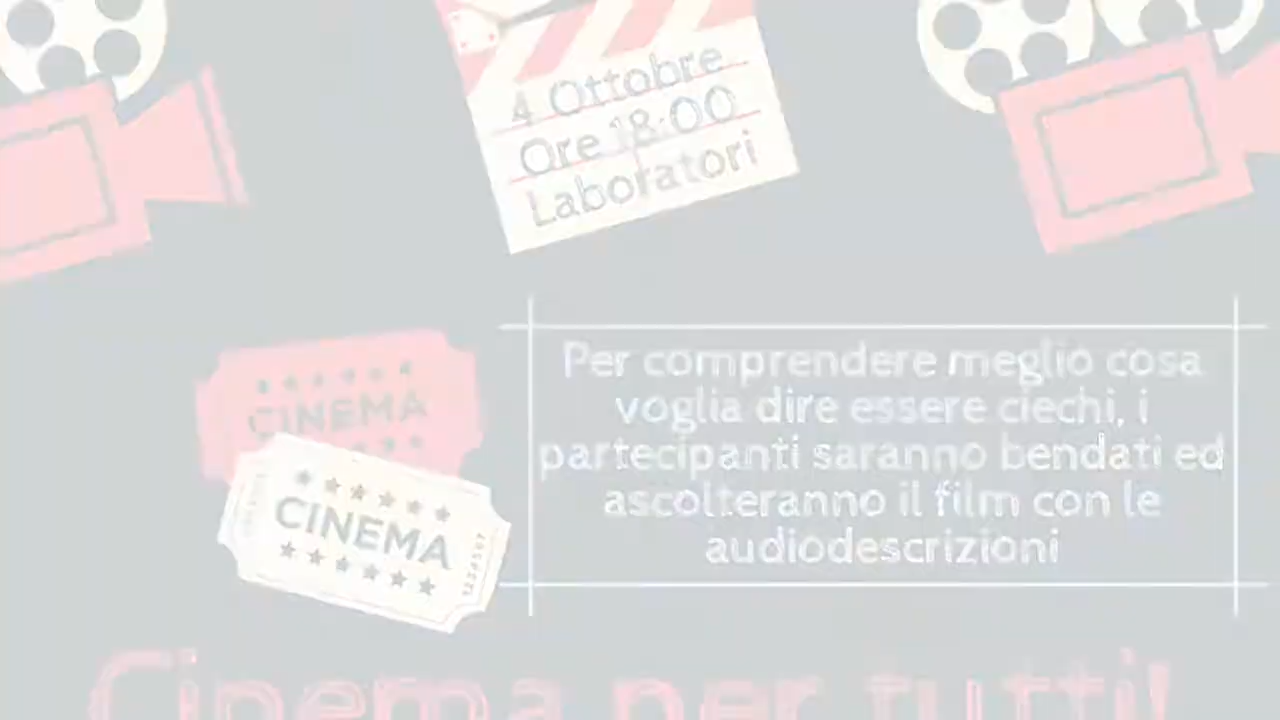 4 Ottobre
Ore 18:00
Laboratori
CINEMA
CINEMA
1234567
Per comprendere meglio cosa
voglia dire essere ciechi, i
partecipanti saranno bendati ed
ascolteranno il film con le
audiodescrizioni
Cinema per tutti!